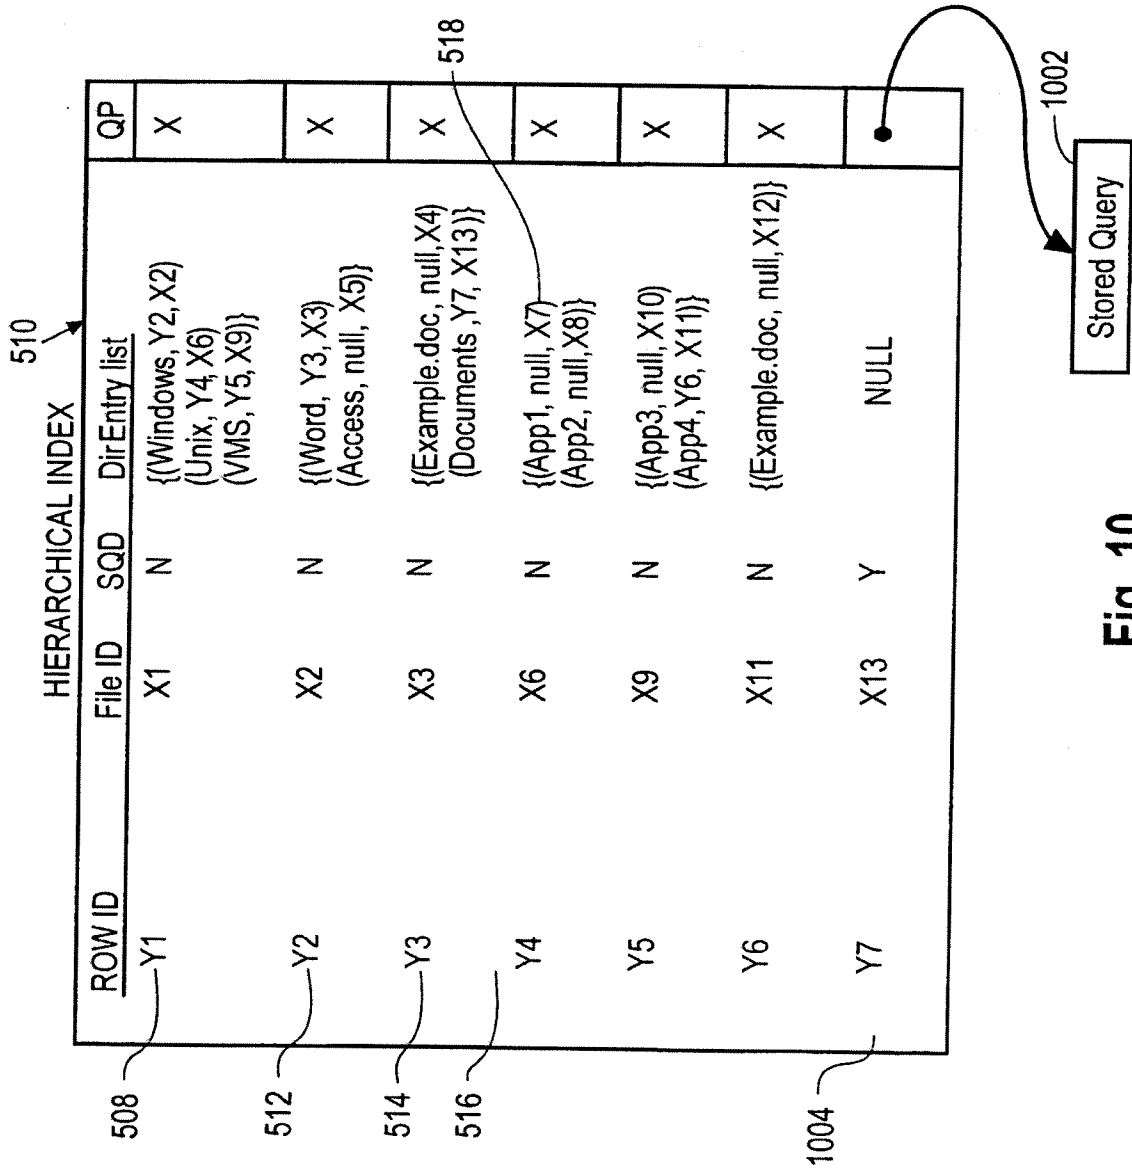 510
HIERARCHICAL INDEX
ROW ID File ID SQD DirEntry list QP
508 Y1 X1 N {(Windows, Y2, X2) X
(Unix, Y4, X6)
(VMS, Y5, X9)}
512 Y2 X2 N {(Word, Y3, X3) X
(Access, null, X5)}
514 Y3 X3 N {(Example.doc, null, X4) X
(Documents ,Y7, X13)}
518
516
Y4 X6 N {(App1, null, X7) X
(App2, null, X8)}
Y5 X9 N {(App3, null, X10) X
(App4, Y6, X11)}
Y6 X11 N {(Example.doc, null, X12)} X
1004 Y7 X13 Y NULL
1002
Stored Query
Fig. 10